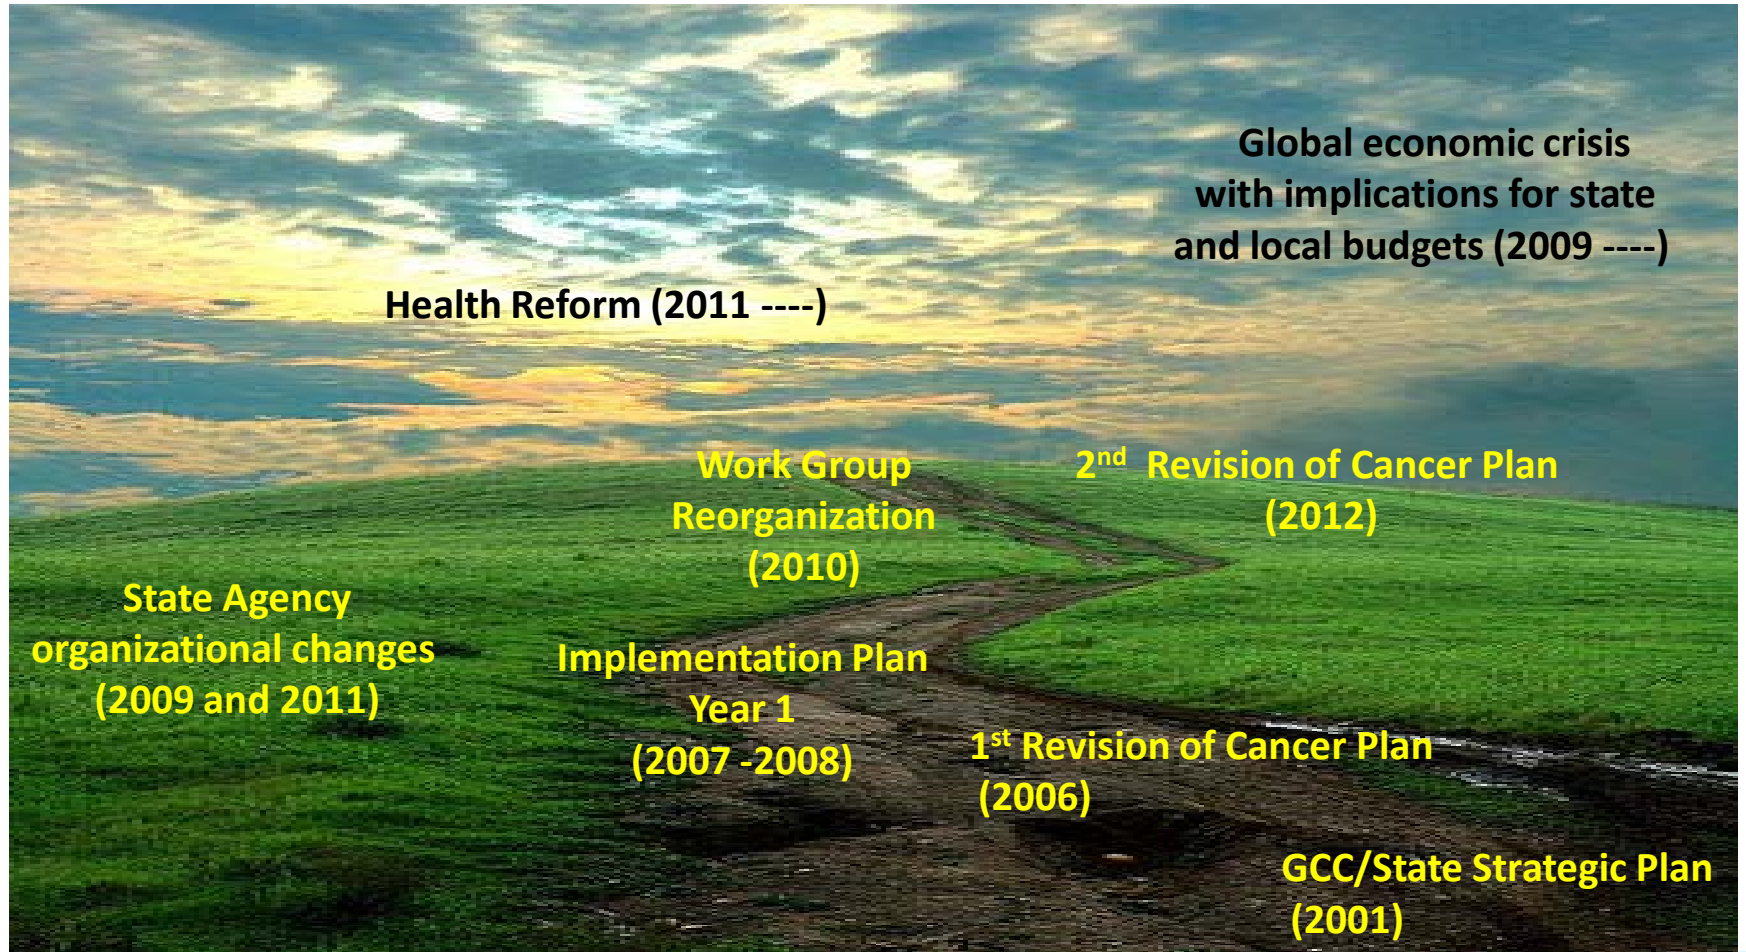 Global economic crisis
with implications for state
and local budgets (2009 ----)
Health Reform (2011 ----)
Work Group
Reorganization
(2010)
2nd Revision of Cancer Plan
(2012)
State Agency
organizational changes
(2009 and 2011)
Implementation Plan
Year 1
(2007 -2008)
1st Revision of Cancer Plan
(2006)
GCC/State Strategic Plan
(2001)